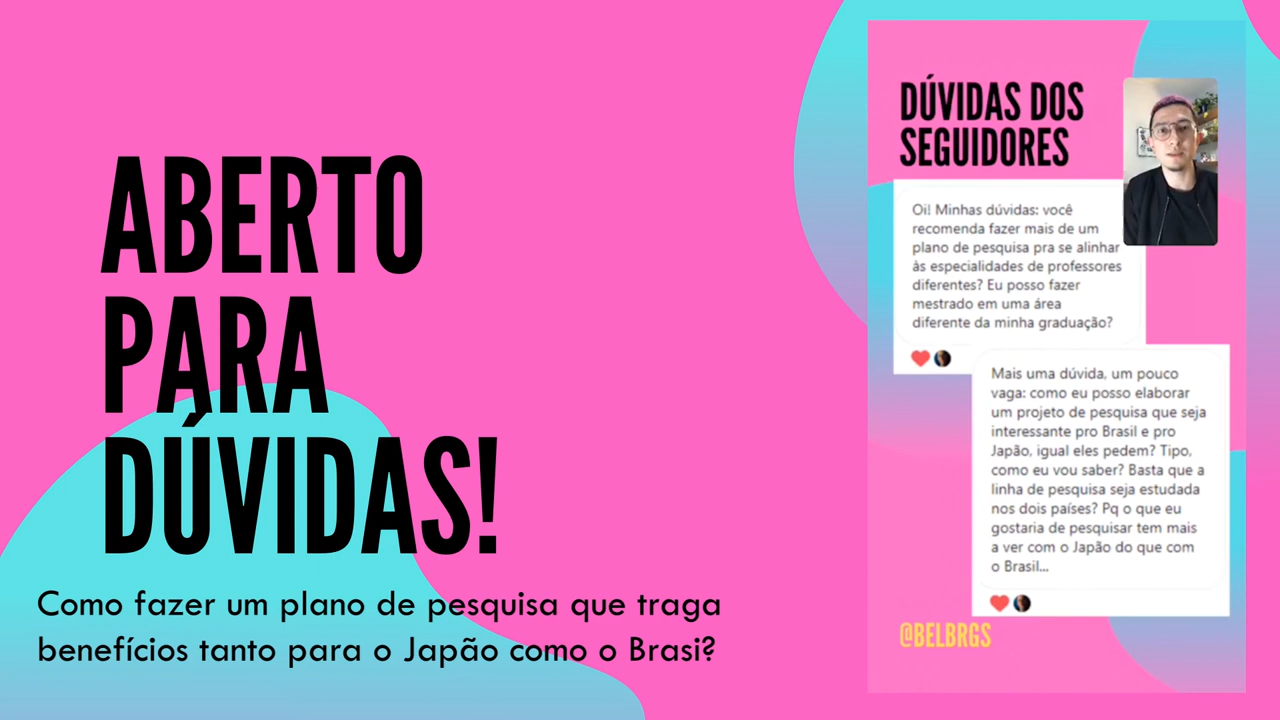 ABERTO
PARA
DÚVIDAS!
Como fazer um plano de pesquisa que traga
benefícios tanto para o Japão como o Brasi?
DÚVIDAS DOS
SEGUIDORES
Oi! Minhas dúvidas: você
recomenda fazer mais de um
plano de pesquisa pra se alinhar
às especialidades de professores
diferentes? Eu posso fazer
mestrado em uma área
diferente da minha graduação?
Mais uma dúvida, um pouco
vaga: como eu posso elaborar
um projeto de pesquisa que seja
interessante pro Brasil e pro
Japão, igual eles pedem? Tipo,
como eu vou saber? Basta que a
linha de pesquisa seja estudada
nos dois países? Pq o que eu
gostaria de pesquisar tem mais
a ver com o Japão do que com
o Brasil...
@BELBRGS